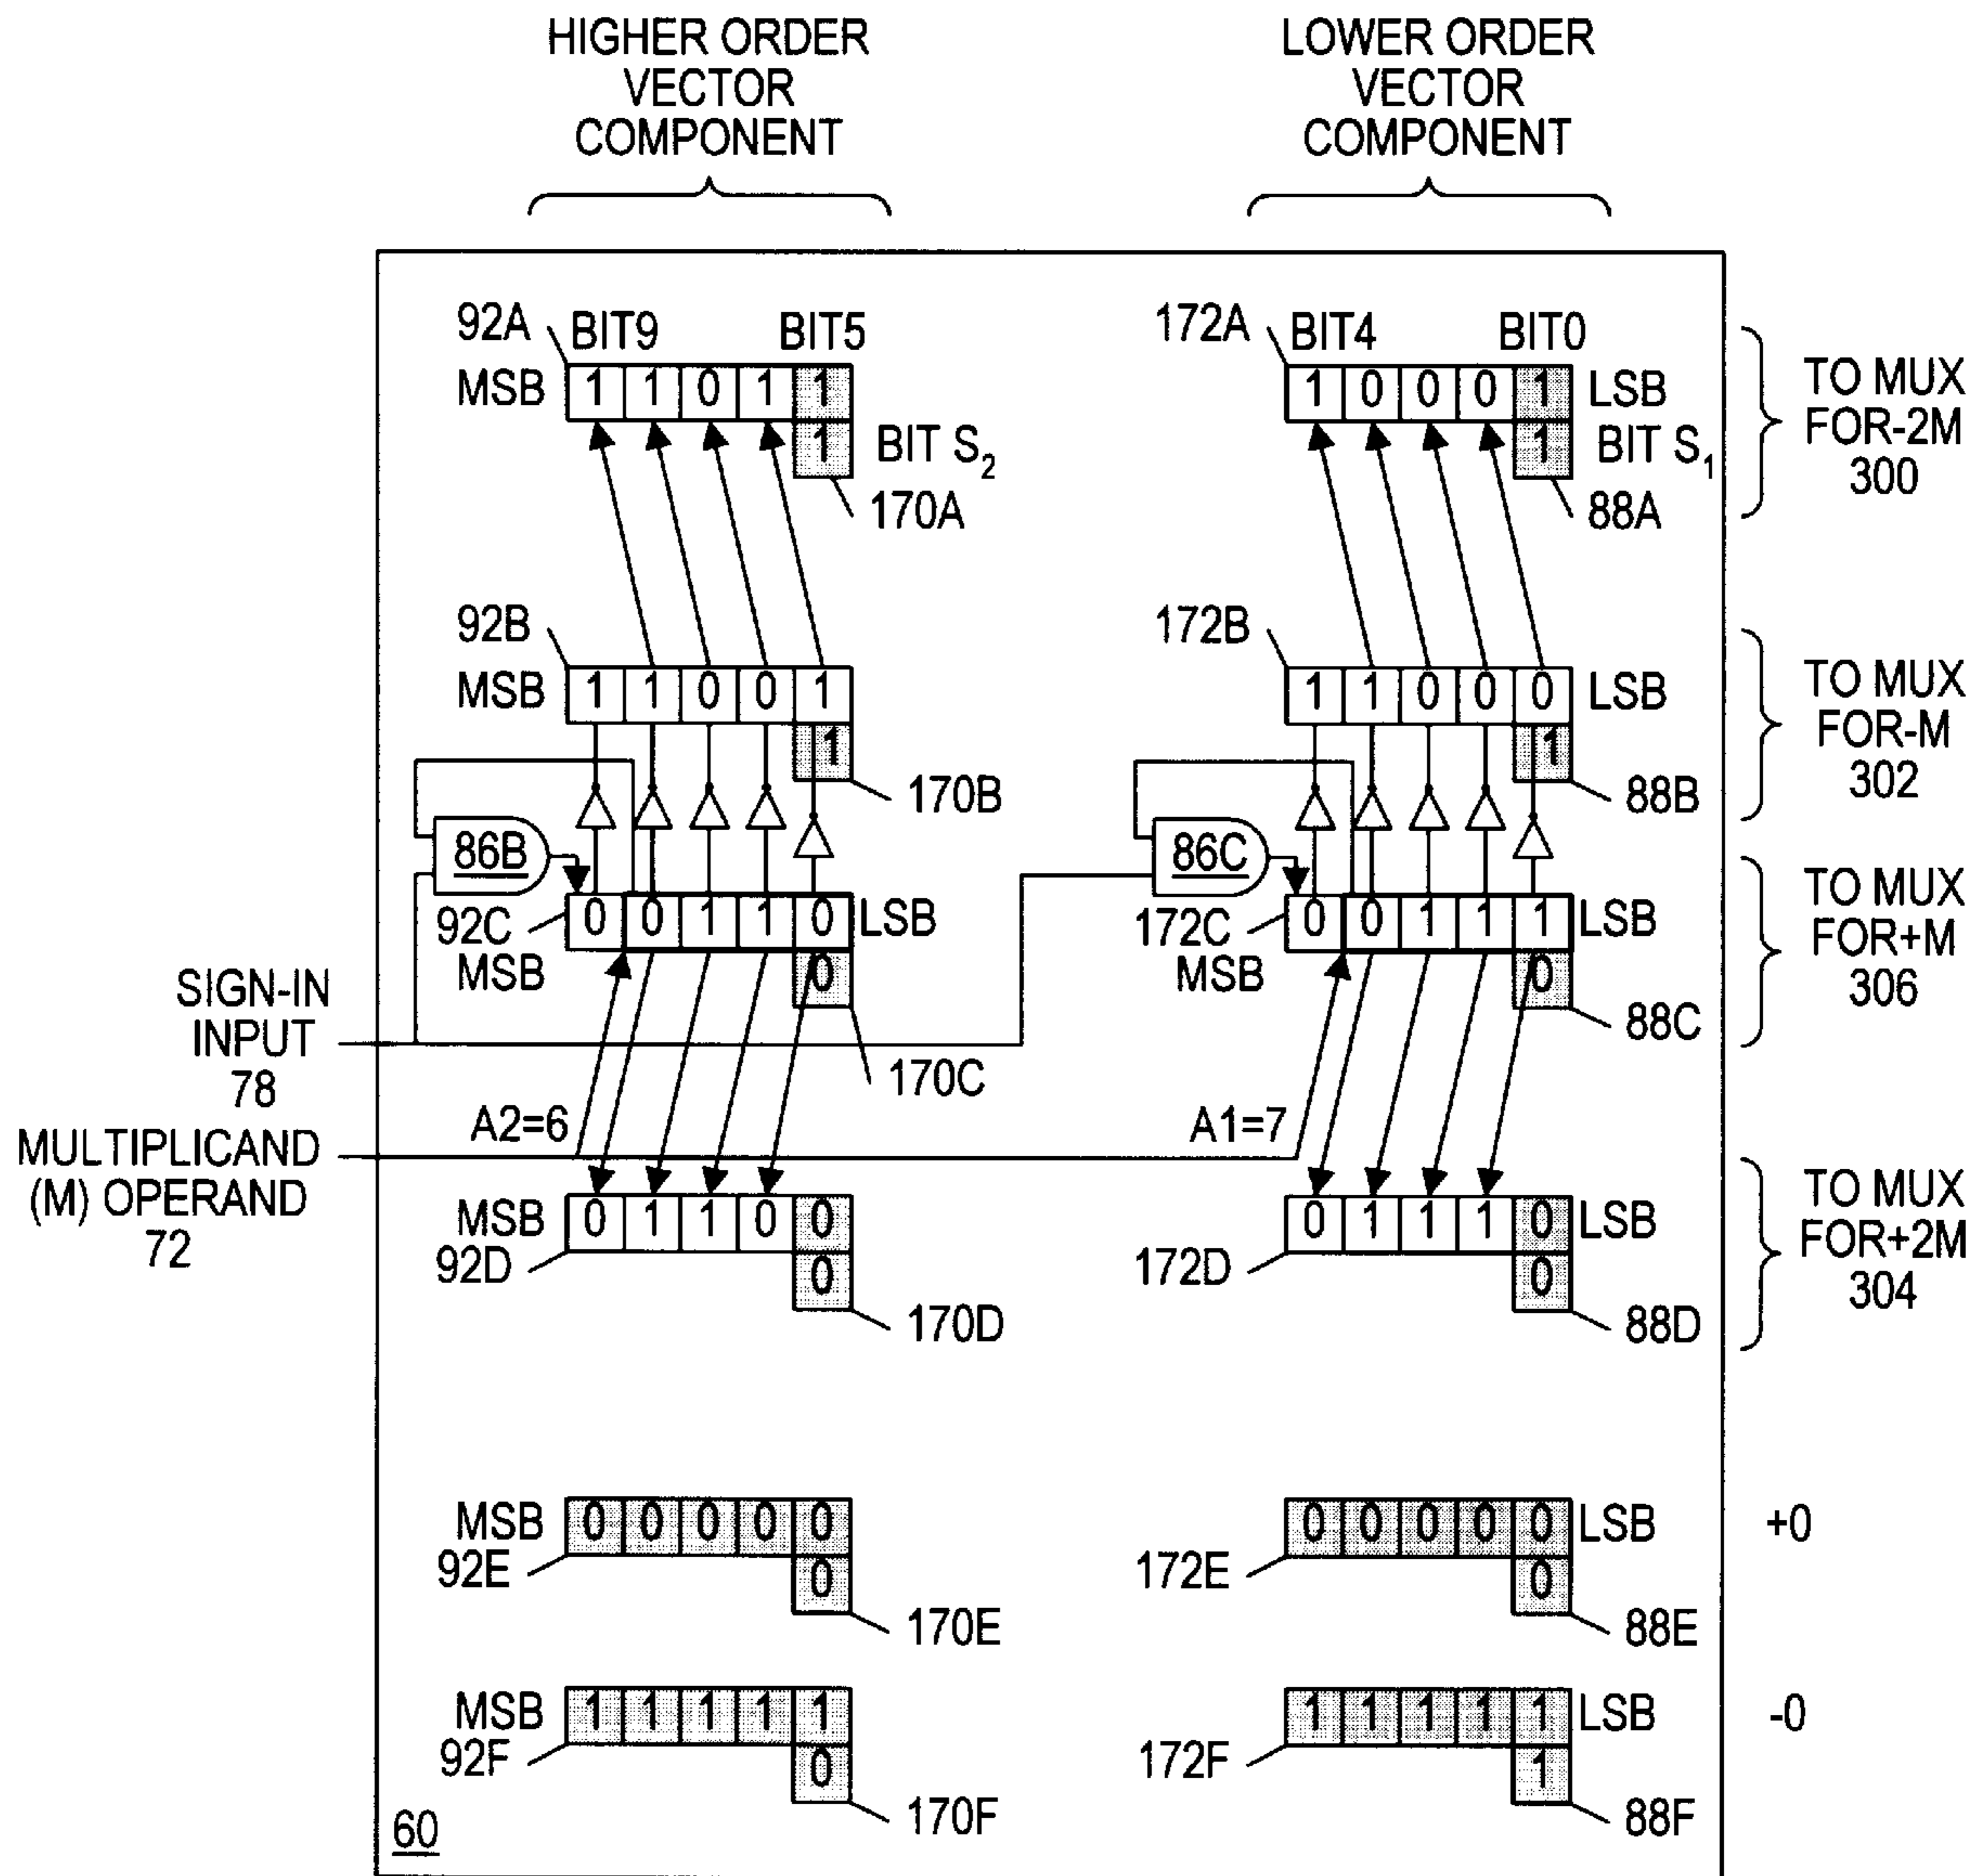 HIGHER ORDER
VECTOR
COMPONENT
LOWER ORDER
VECTOR
COMPONENT
92A BIT9 BIT5 172A BIT4 BIT0
MSB 1 1 0 1 1 1 0 0 0 1 LSB
1 BIT S2 1 BIT S1
170A 88A
TO MUX
FOR-2M
300
92B 172B
MSB 1 1 0 0 1 1 1 0 0 0 LSB
1 1
170B 88B
TO MUX
FOR-M
302
86B 86C
92C 0 0 1 1 0 LSB 172C 0 0 1 1 1 LSB
MSB 0 MSB 0
170C 88C
TO MUX
FOR+M
306
SIGN-IN
INPUT
78
A2=6 A1=7
MULTIPLICAND
(M) OPERAND
72
MSB 0 1 1 0 0 0 1 1 1 0 LSB
92D 0 172D 0
170D 88D
TO MUX
FOR+2M
304
MSB 0 0 0 0 0 0 0 0 0 0 LSB +0
92E 0 172E 0
170E 88E
MSB 1 1 1 1 1 1 1 1 1 1 LSB -0
92F 0 172F 1
170F 88F
60